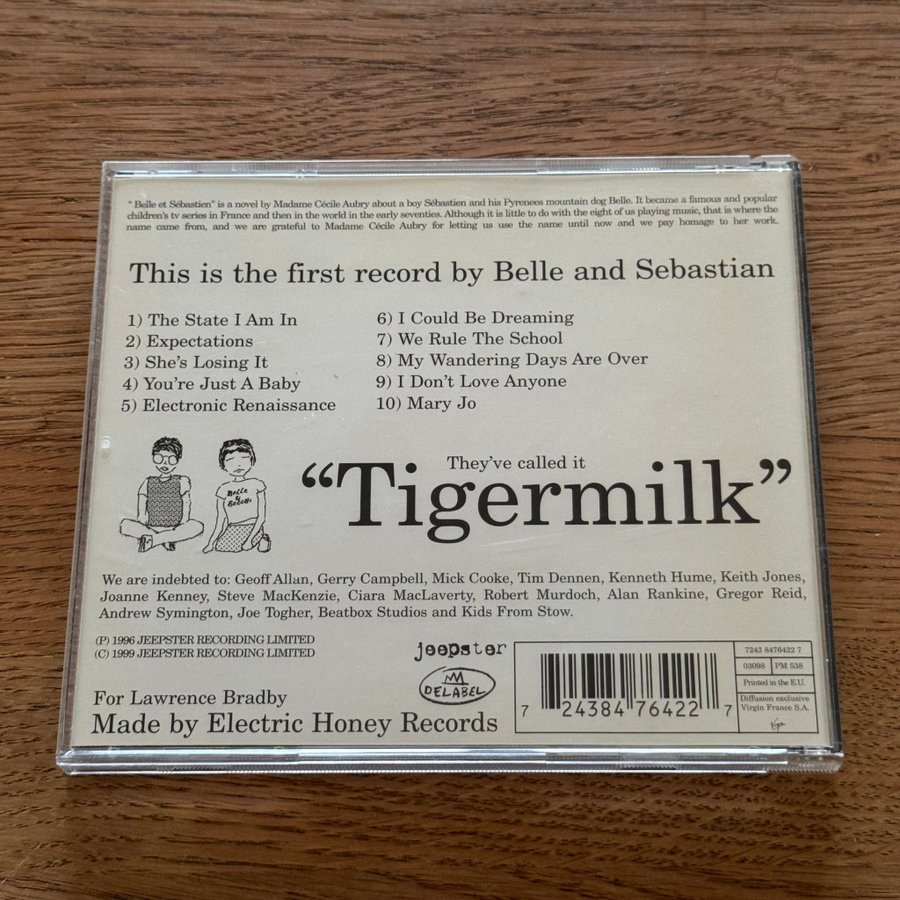 " Belle et Sébastien" is a novel by Madame Cécile Aubry about a boy Sébastien and his Pyrenees mountain dog Belle. It became a famous and popular
children's tv series in France and then in the world in the early seventies. Although it is little to do with the eight of us playing music, that is where the
name came from, and we are grateful to Madame Cécile Aubry for letting us use the name until now and we pay homage to her work.
This is the first record by Belle and Sebastian
1) The State I Am In
2) Expectations
3) She's Losing It
4) You're Just A Baby
5) Electronic Renaissance
6) I Could Be Dreaming
7) We Rule The School
8) My Wandering Days Are Over
9) I Don't Love Anyone
10) Mary Jo
They've called it
"Tigermilk"
We are indebted to: Geoff Allan, Gerry Campbell, Mick Cooke, Tim Dennen, Kenneth Hume, Keith Jones,
Joanne Kenney, Steve MacKenzie, Ciara MacLaverty, Robert Murdoch, Alan Rankine, Gregor Reid,
Andrew Symington, Joe Togher, Beatbox Studios and Kids From Stow.
(P) 1996 JEEPSTER RECORDING LIMITED
(C) 1999 JEEPSTER RECORDING LIMITED
For Lawrence Bradby
Made by Electric Honey Records
jeepster
DELABEL
7 24384 76422 7
7243 8476422 7
03098 PM 538
Printed in the E.U.
Diffusion exclusive
Virgin France S.A.
Virgin